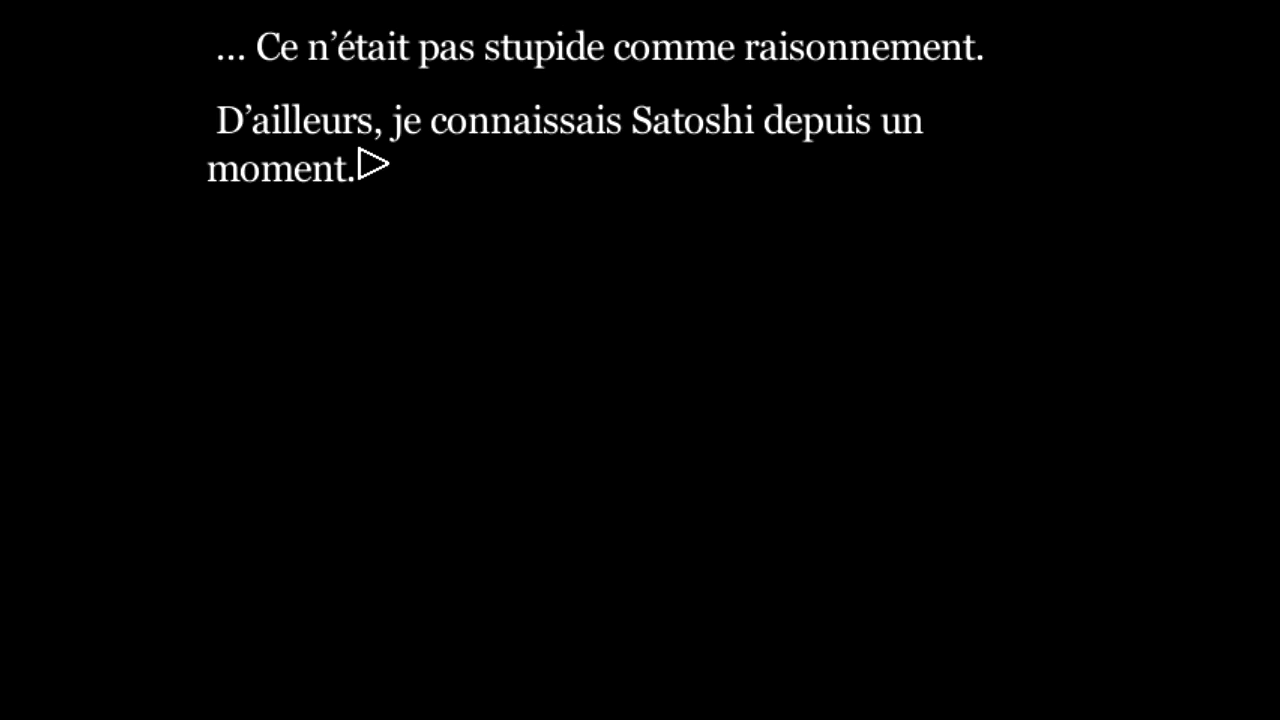 ... Ce n’était pas stupide comme raisonnement.
D’ailleurs, je connaissais Satoshi depuis un
moment.